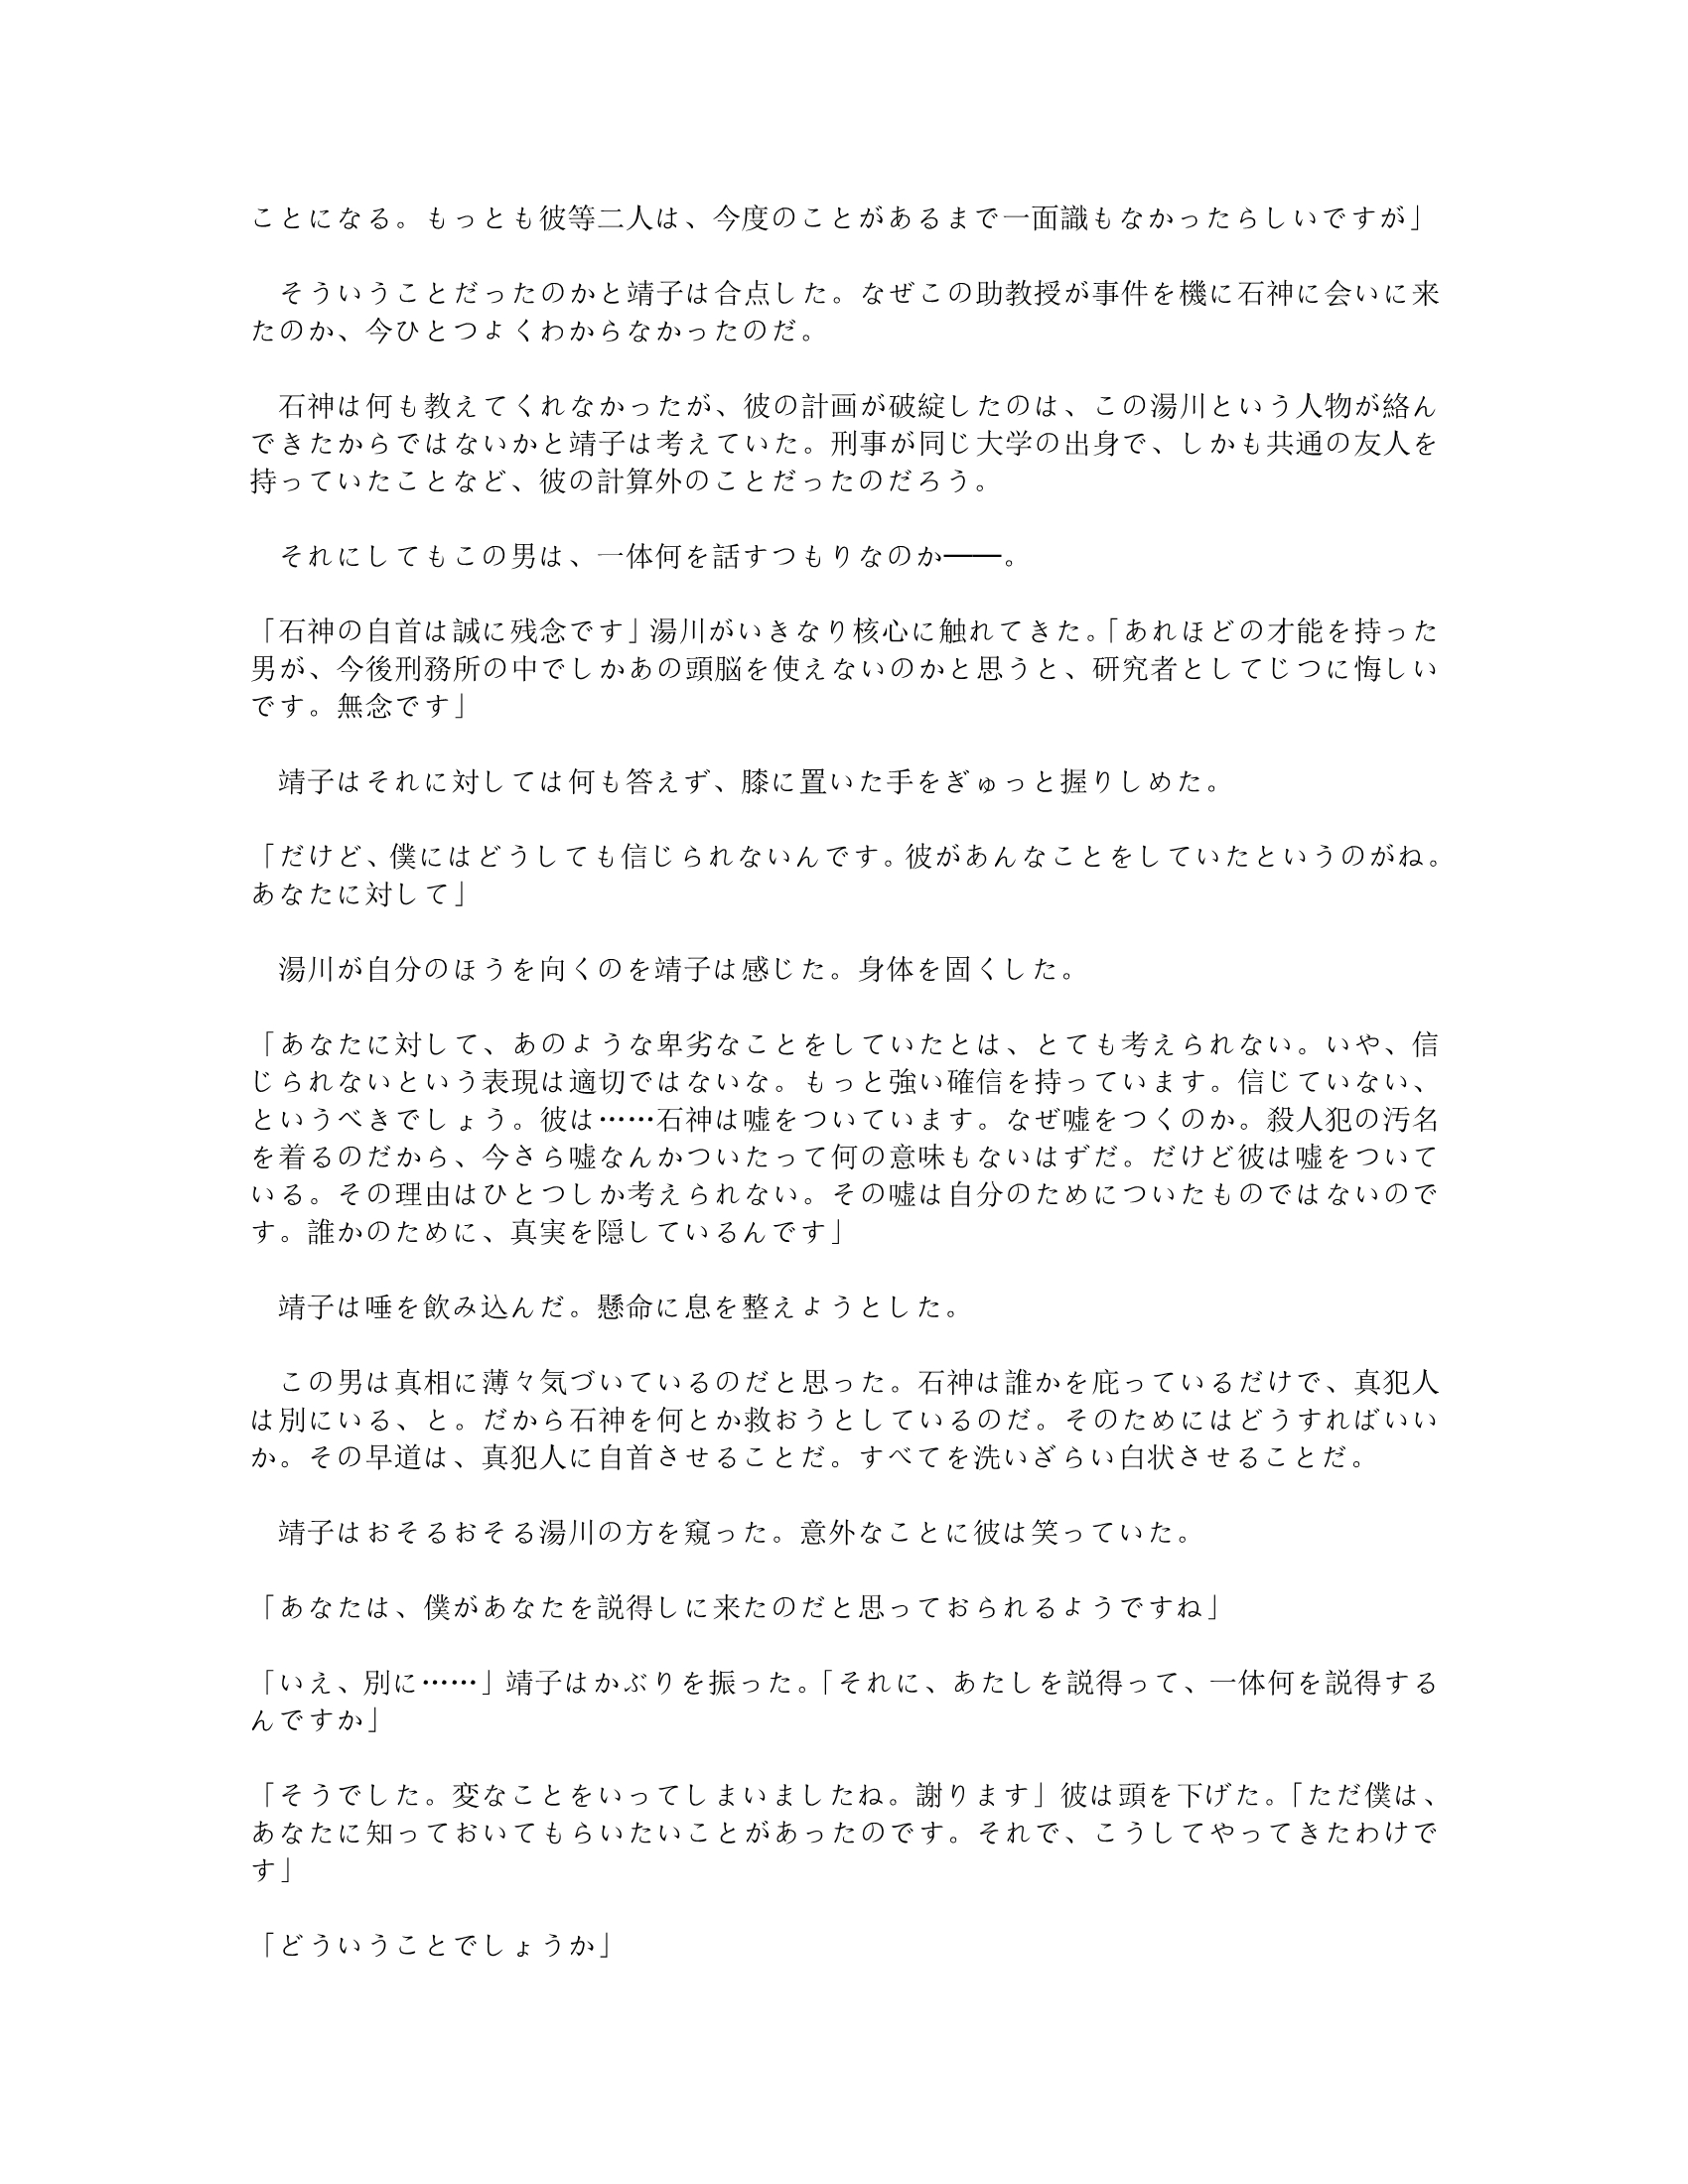 ことになる。もっとも彼等二人は、今度のことがあるまで一面識もなかったらしいですが」
　そういうことだったのかと靖子は合点した。なぜこの助教授が事件を機に石神に会いに来
たのか、今ひとつよくわからなかったのだ。
　石神は何も教えてくれなかったが、彼の計画が破綻したのは、この湯川という人物が絡ん
できたからではないかと靖子は考えていた。刑事が同じ大学の出身で、しかも共通の友人を
持っていたことなど、彼の計算外のことだったのだろう。
　それにしてもこの男は、一体何を話すつもりなのか――。
「石神の自首は誠に残念です」湯川がいきなり核心に触れてきた。「あれほどの才能を持った
男が、今後刑務所の中でしかあの頭脳を使えないのかと思うと、研究者としてじつに悔しい
です。無念です」
　靖子はそれに対しては何も答えず、膝に置いた手をぎゅっと握りしめた。
「だけど、僕にはどうしても信じられないんです。彼があんなことをしていたというのがね。
あなたに対して」
　湯川が自分のほうを向くのを靖子は感じた。身体を固くした。
「あなたに対して、あのような卑劣なことをしていたとは、とても考えられない。いや、信
じられないという表現は適切ではないな。もっと強い確信を持っています。信じていない、
というべきでしょう。彼は……石神は嘘をついています。なぜ嘘をつくのか。殺人犯の汚名
を着るのだから、今さら嘘なんかついたって何の意味もないはずだ。だけど彼は嘘をついて
いる。その理由はひとつしか考えられない。その嘘は自分のためについたものではないので
す。誰かのために、真実を隠しているんです」
　靖子は唾を飲み込んだ。懸命に息を整えようとした。
　この男は真相に薄々気づいているのだと思った。石神は誰かを庇っているだけで、真犯人
は別にいる、と。だから石神を何とか救おうとしているのだ。そのためにはどうすればいい
か。その早道は、真犯人に自首させることだ。すべてを洗いざらい白状させることだ。
　靖子はおそるおそる湯川の方を窺った。意外なことに彼は笑っていた。
「あなたは、僕があなたを説得しに来たのだと思っておられるようですね」
「いえ、別に……」靖子はかぶりを振った。「それに、あたしを説得って、一体何を説得する
んですか」
「そうでした。変なことをいってしまいましたね。謝ります」彼は頭を下げた。「ただ僕は、
あなたに知っておいてもらいたいことがあったのです。それで、こうしてやってきたわけで
す」
「どういうことでしょうか」